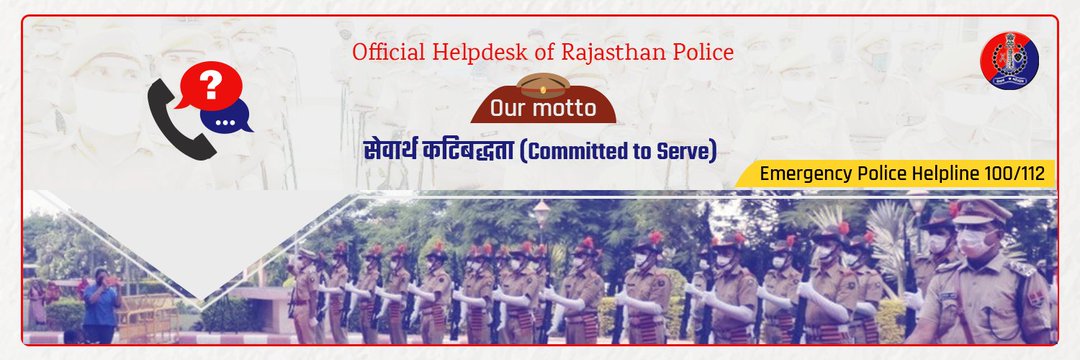 Official Helpdesk of Rajasthan Police
?
Our motto
...
सेवार्थ कटिबद्धता (Committed to Serve)
Emergency Police Helpline 100/112